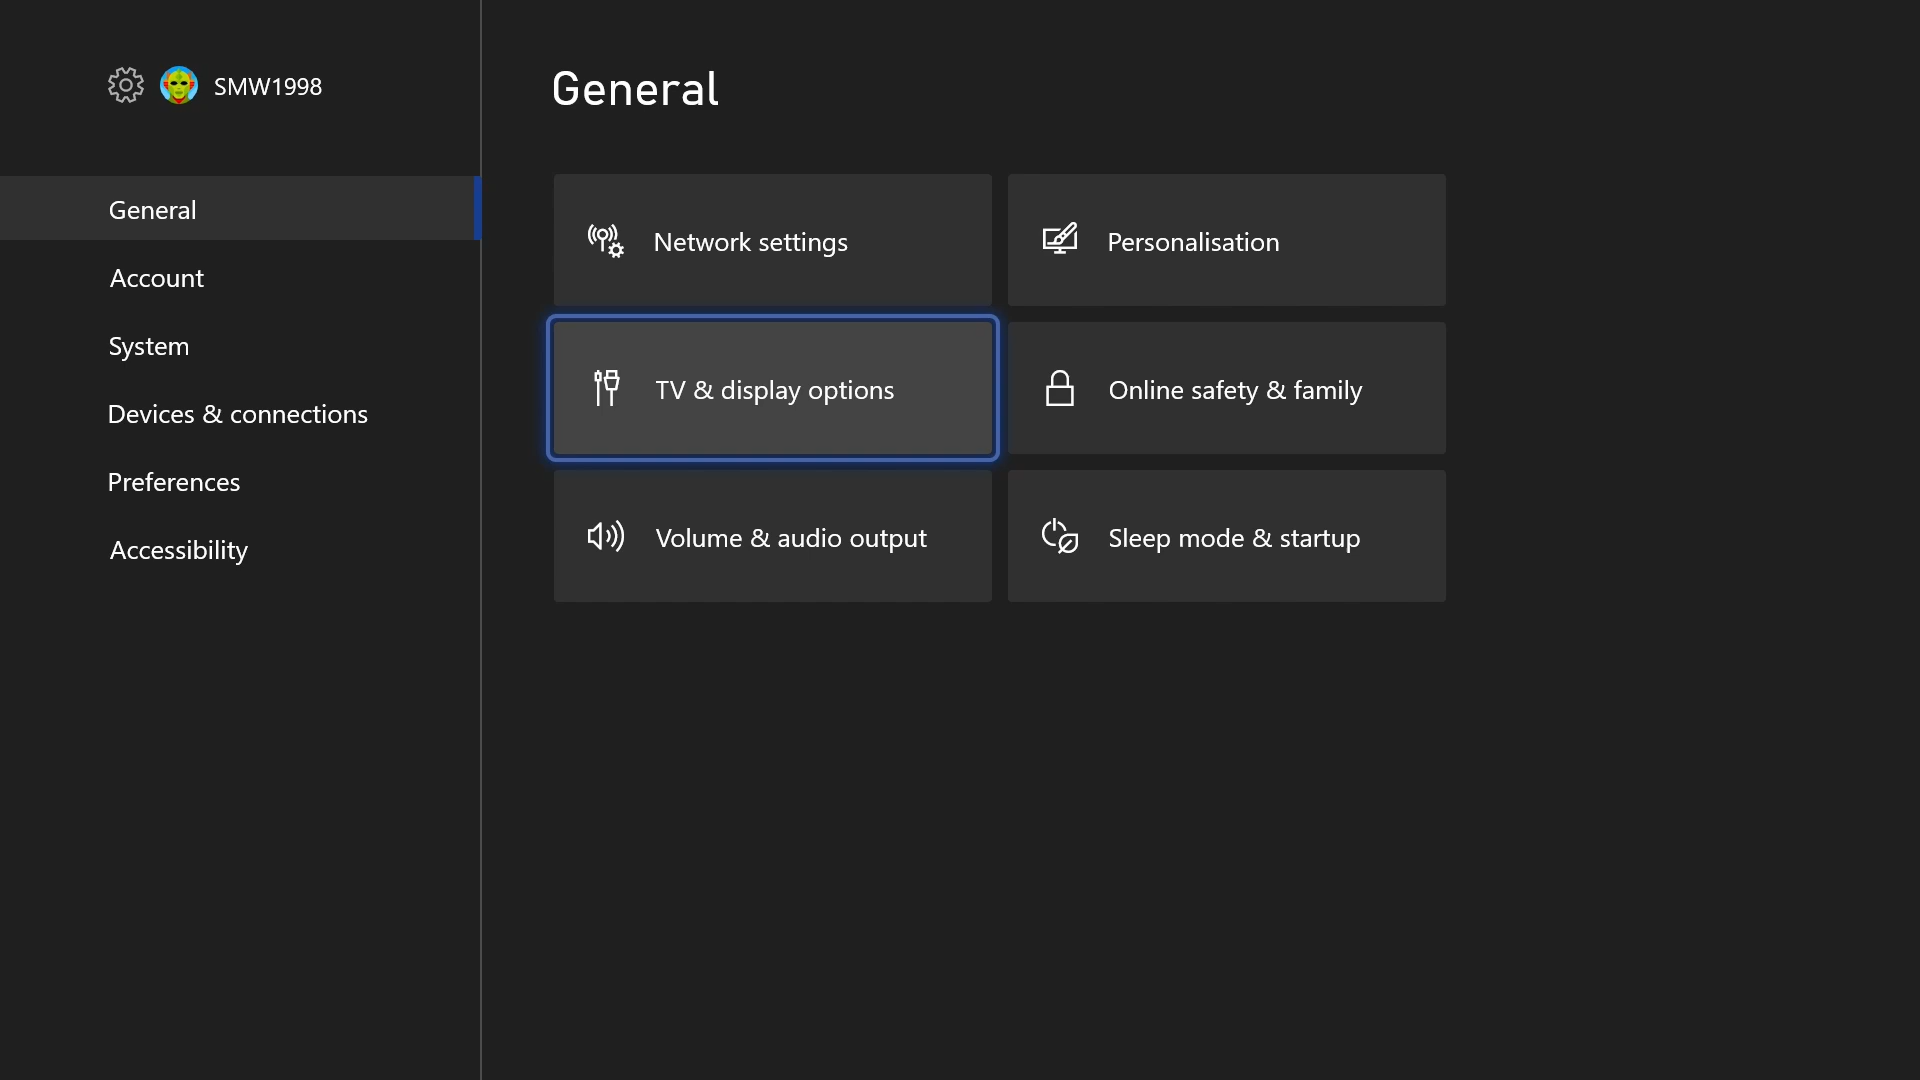 SMW1998
General
Account
System
Devices & connections
Preferences
Accessibility
General
Network settings
Personalisation
TV & display options
Online safety & family
Volume & audio output
Sleep mode & startup